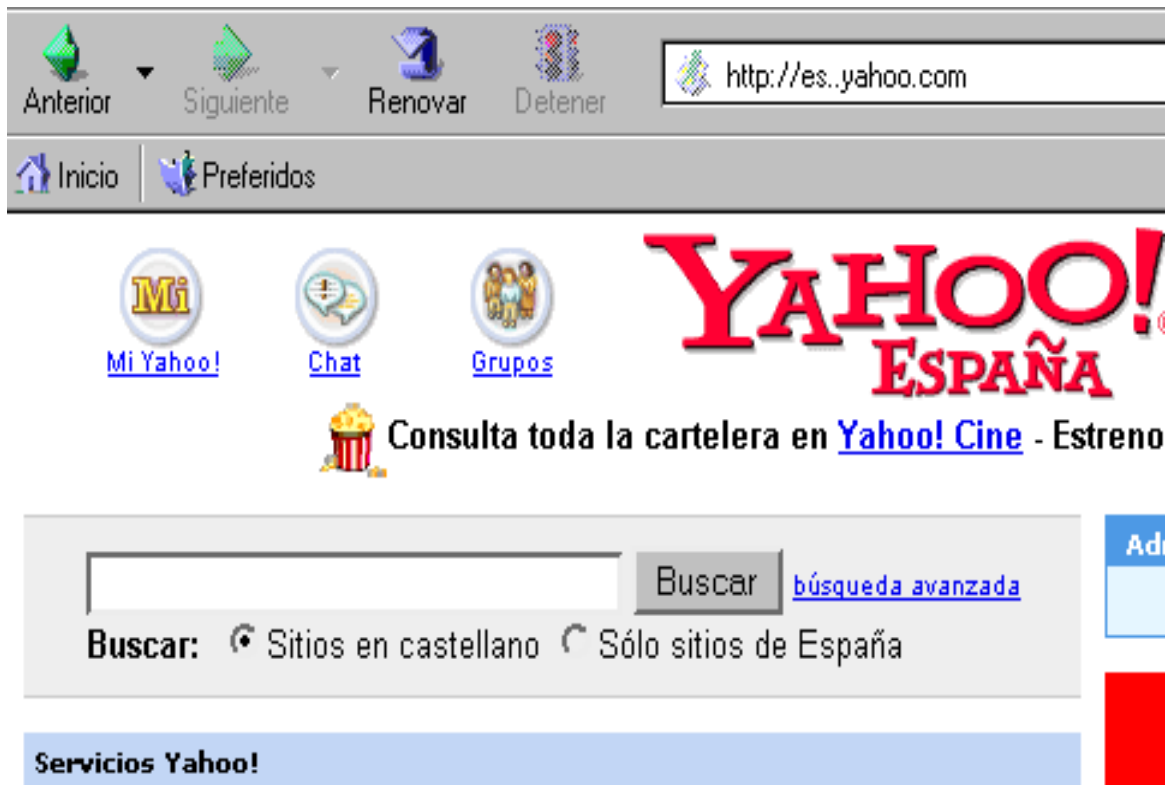 Anterior Siguiente Renovar Detener http://es..yahoo.com
Inicio Preferidos
Mi
Mi Yahoo! Chat Grupos
YAHOO!
ESPAÑA
Consulta toda la cartelera en Yahoo! Cine - Estreno
Buscar búsqueda avanzada
Buscar: Sitios en castellano Sólo sitios de España
Servicios Yahoo!